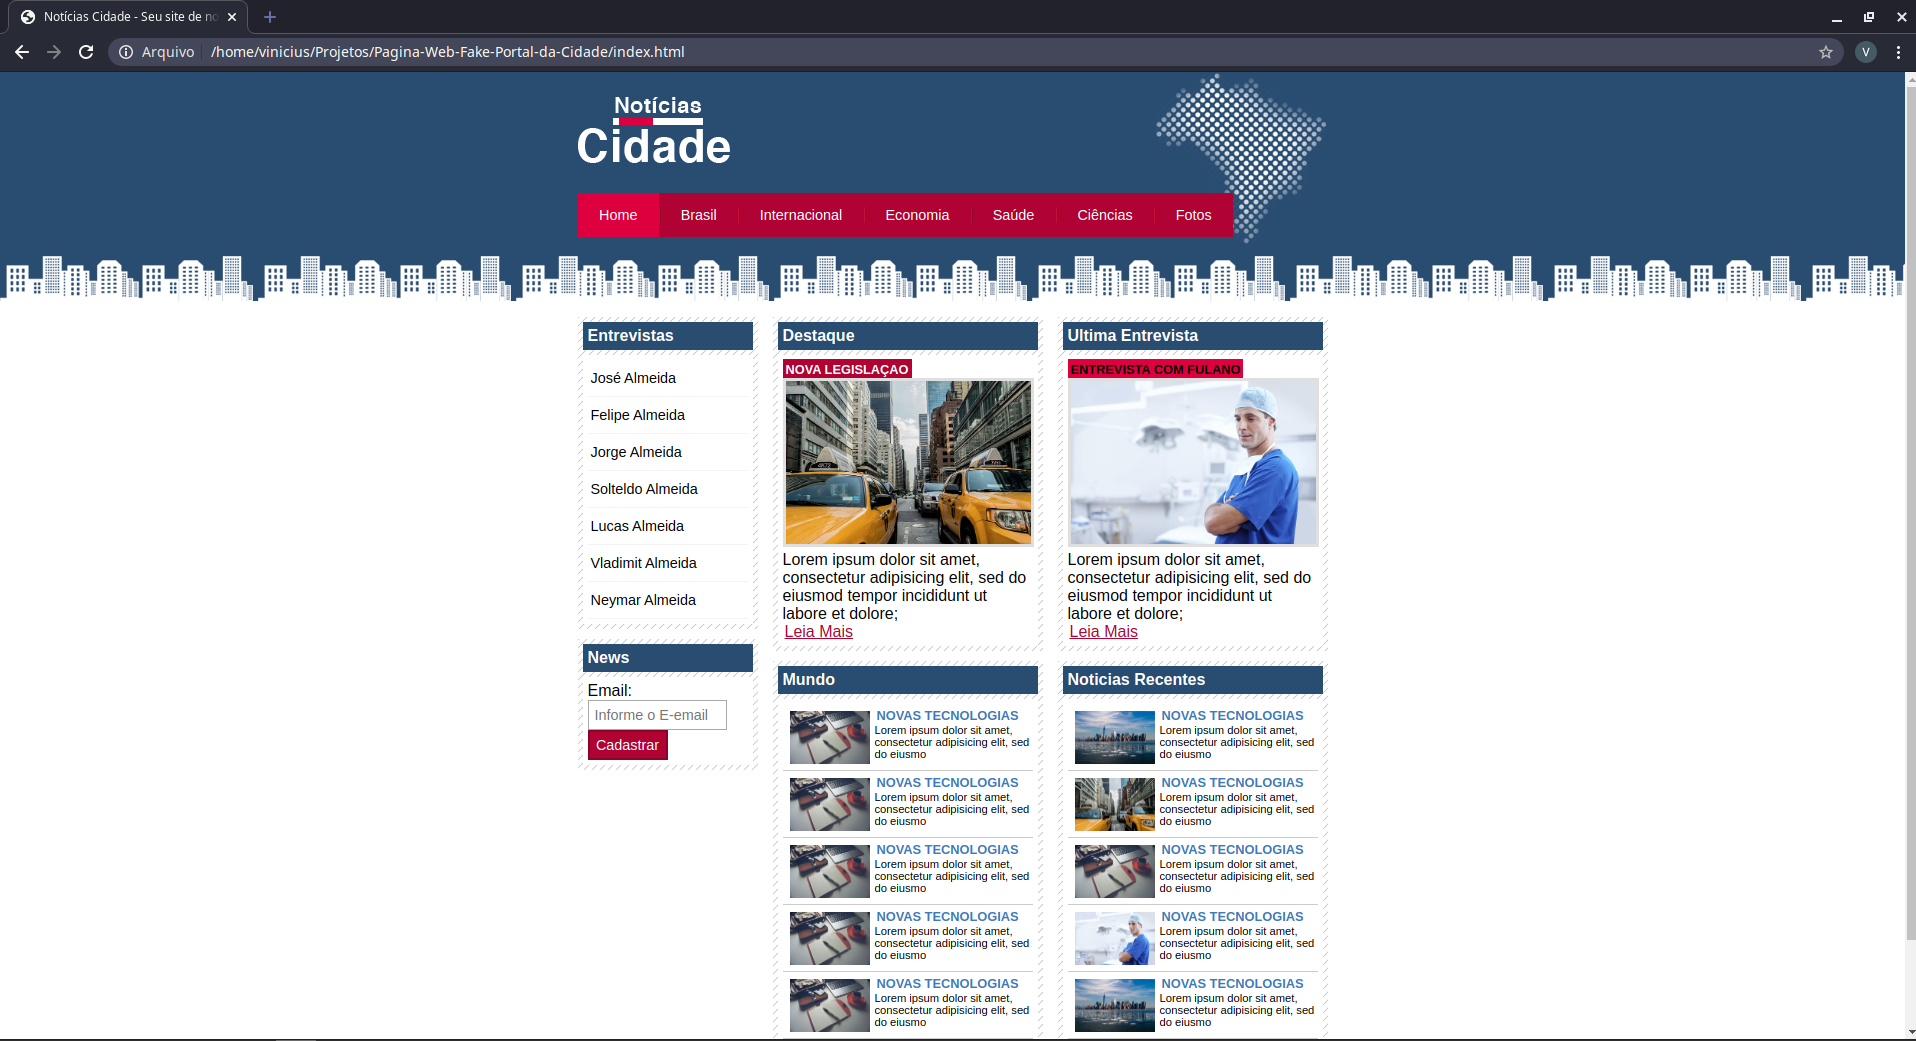 Notícias Cidade - Seu site de no
Arquivo /home/vinicius/Projetos/Pagina-Web-Fake-Portal-da-Cidade/index.html
V
Notícias
Cidade
Home Brasil Internacional Economia Saúde Ciências Fotos
Entrevistas
José Almeida
Felipe Almeida
Jorge Almeida
Solteldo Almeida
Lucas Almeida
Vladimit Almeida
Neymar Almeida
News
Email:
Informe o E-email
Cadastrar
Destaque
NOVA LEGISLAÇAO
Lorem ipsum dolor sit amet,
consectetur adipisicing elit, sed do
eiusmod tempor incididunt ut
labore et dolore;
Leia Mais
Ultima Entrevista
ENTREVISTA COM FULANO
Lorem ipsum dolor sit amet,
consectetur adipisicing elit, sed do
eiusmod tempor incididunt ut
labore et dolore;
Leia Mais
Mundo
NOVAS TECNOLOGIAS
Lorem ipsum dolor sit amet,
consectetur adipisicing elit, sed
do eiusmo
NOVAS TECNOLOGIAS
Lorem ipsum dolor sit amet,
consectetur adipisicing elit, sed
do eiusmo
NOVAS TECNOLOGIAS
Lorem ipsum dolor sit amet,
consectetur adipisicing elit, sed
do eiusmo
NOVAS TECNOLOGIAS
Lorem ipsum dolor sit amet,
consectetur adipisicing elit, sed
do eiusmo
NOVAS TECNOLOGIAS
Lorem ipsum dolor sit amet,
consectetur adipisicing elit, sed
do eiusmo
Noticias Recentes
NOVAS TECNOLOGIAS
Lorem ipsum dolor sit amet,
consectetur adipisicing elit, sed
do eiusmo
NOVAS TECNOLOGIAS
Lorem ipsum dolor sit amet,
consectetur adipisicing elit, sed
do eiusmo
NOVAS TECNOLOGIAS
Lorem ipsum dolor sit amet,
consectetur adipisicing elit, sed
do eiusmo
NOVAS TECNOLOGIAS
Lorem ipsum dolor sit amet,
consectetur adipisicing elit, sed
do eiusmo
NOVAS TECNOLOGIAS
Lorem ipsum dolor sit amet,
consectetur adipisicing elit, sed
do eiusmo